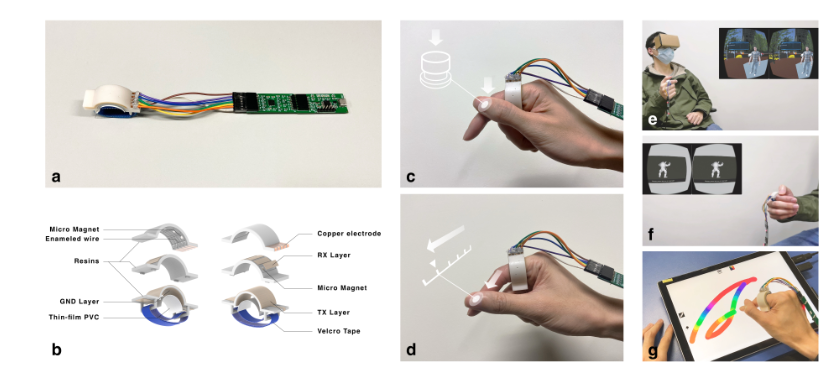 a
Micro Magnet
Enameled wire
Resins
GND Layer
Thin-film PVC
Copper electrode
RX Layer
Micro Magnet
TX Layer
Velcro Tape
b
c
d
e
f
g